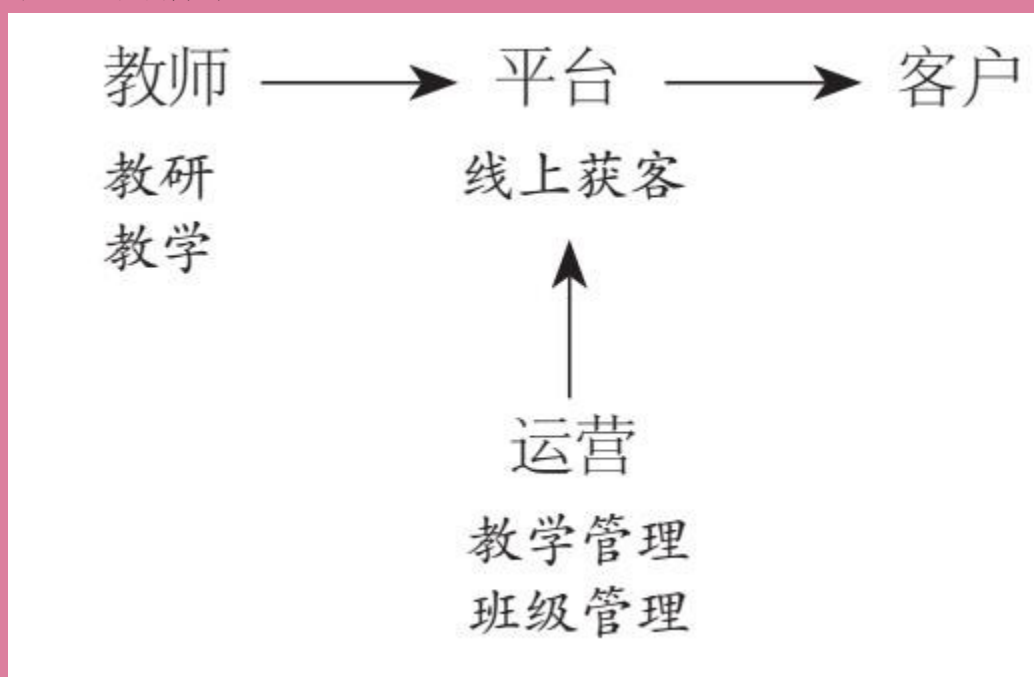 教师 平台 客户
教研 线上获客
教学
运营
教学管理
班级管理